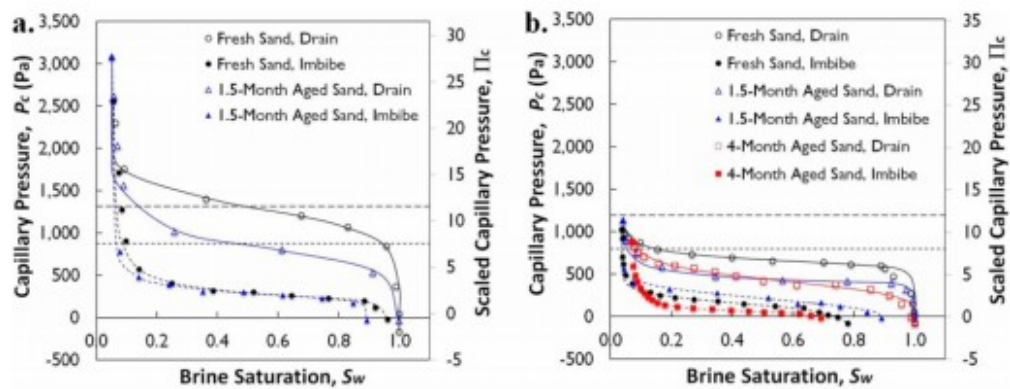 a.
3,500
3,000
2,500
2,000
1,500
1,000
500
0
-500
Capillary Pressure, Pc (Pa)
Fresh Sand, Drain
Fresh Sand, Imbibe
1.5-Month Aged Sand, Drain
1.5-Month Aged Sand, Imbibe
30
25
20
15
10
5
0
-5
Scaled Capillary Pressure, Πc
0.0
0.2
0.4
0.6
0.8
1.0
Brine Saturation, Sw
b.
3,500
3,000
2,500
2,000
1,500
1,000
500
0
-500
Capillary Pressure, Pc (Pa)
Fresh Sand, Drain
Fresh Sand, Imbibe
1.5-Month Aged Sand, Drain
1.5-Month Aged Sand, Imbibe
4-Month Aged Sand, Drain
4-Month Aged Sand, Imbibe
35
30
25
20
15
10
5
0
-5
Scaled Capillary Pressure, Πc
0.0
0.2
0.4
0.6
0.8
1.0
Brine Saturation, Sw